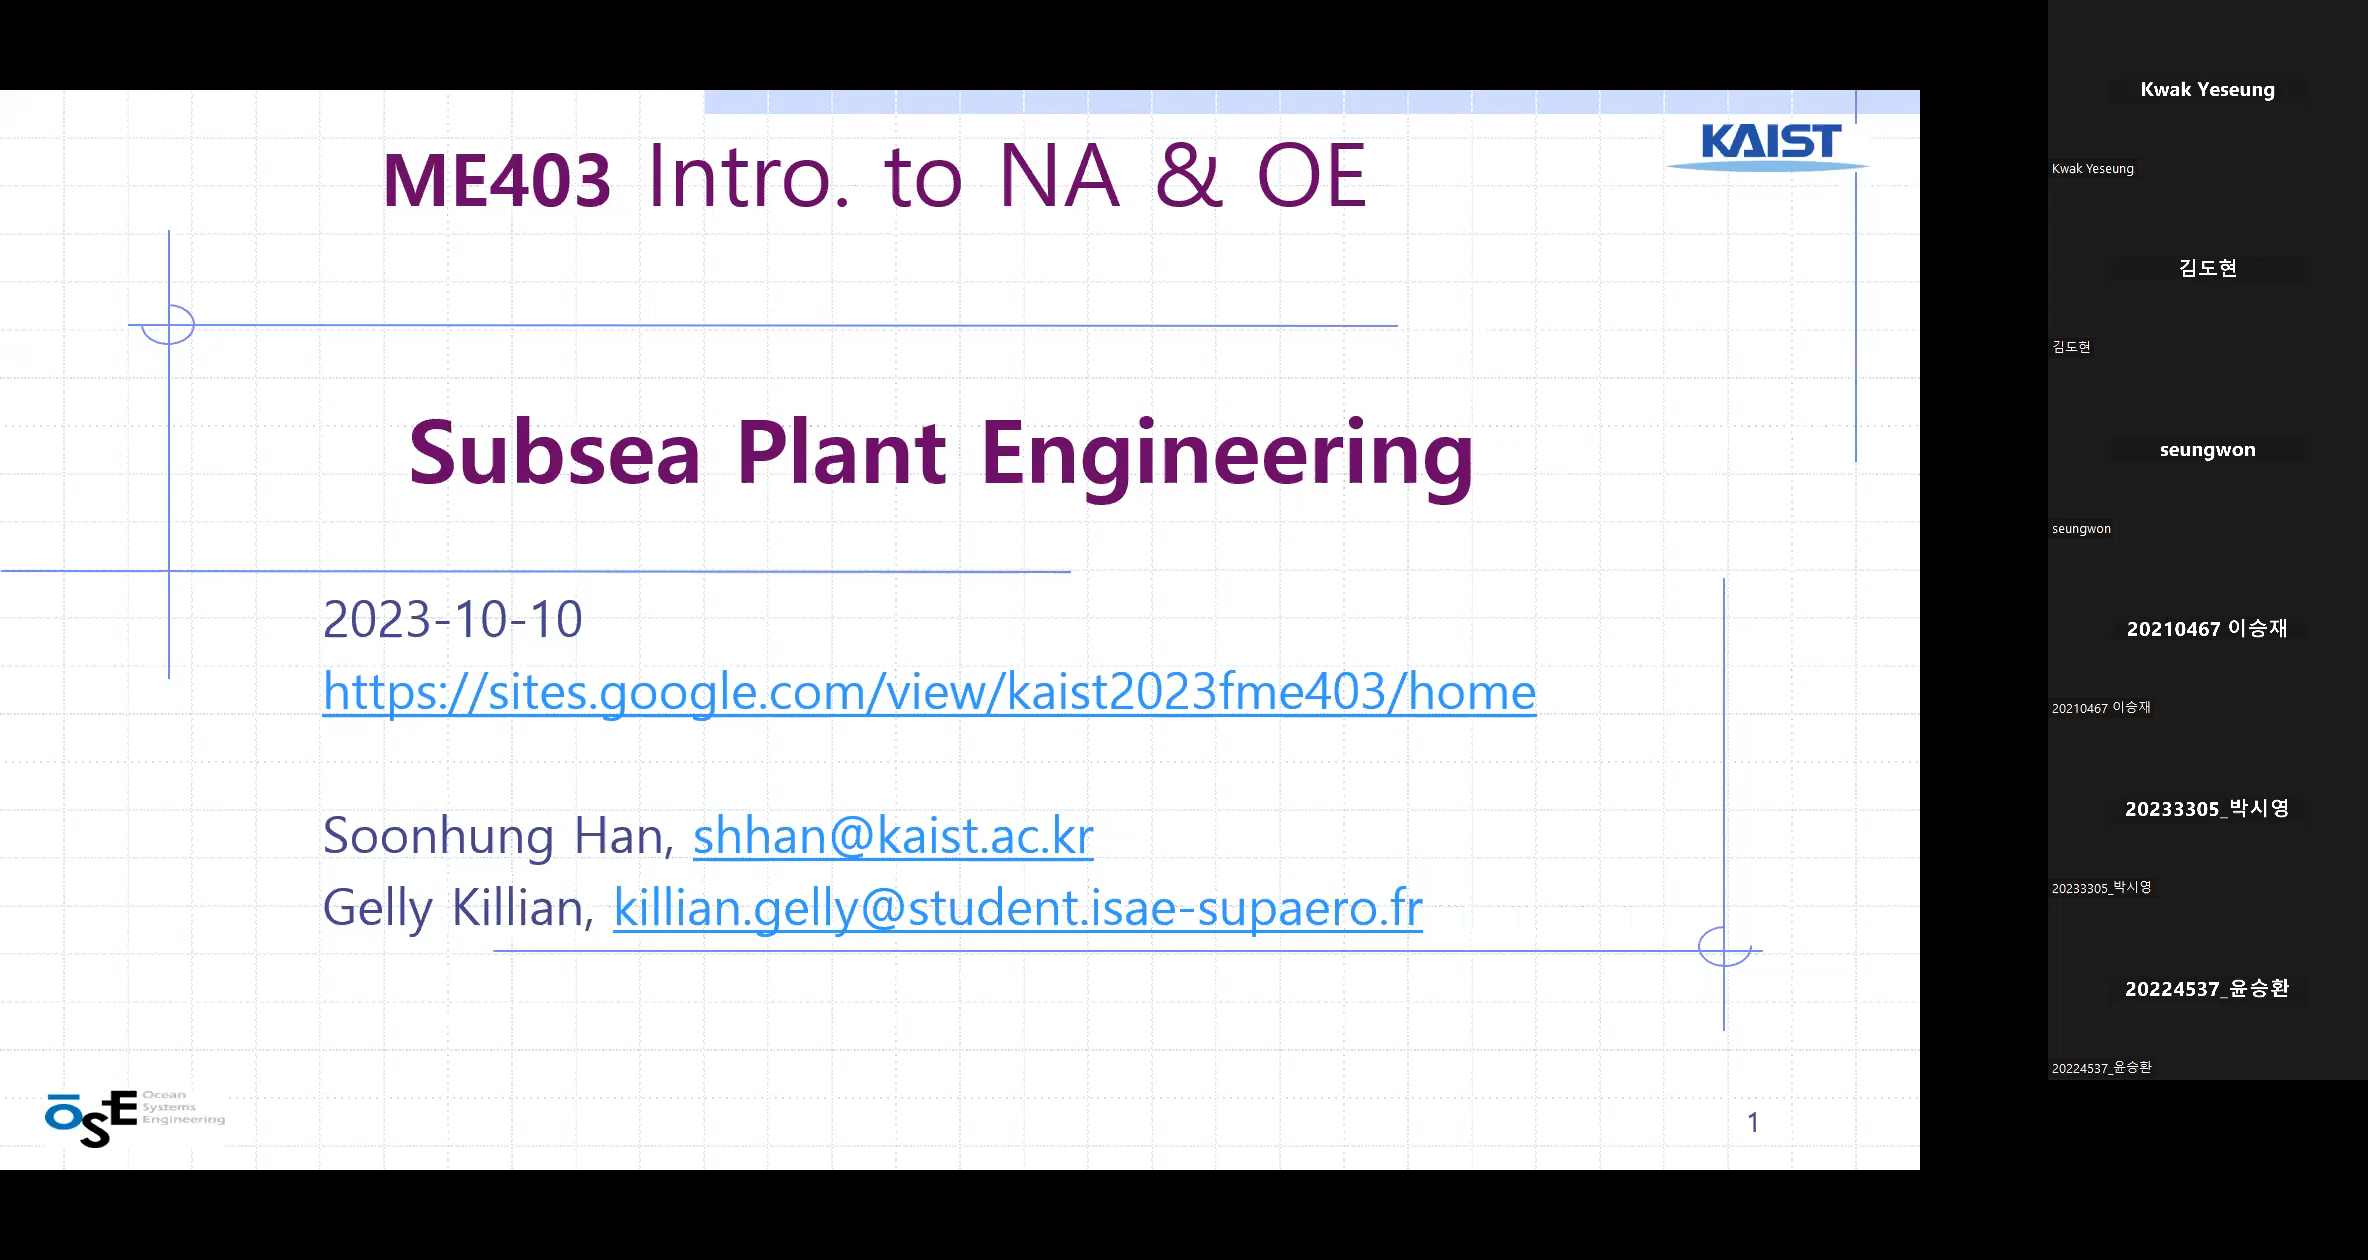 ME403 Intro. to NA & OE
KAIST
Subsea Plant Engineering
2023-10-10
https://sites.google.com/view/kaist2023fme403/home
Soonhung Han, shhan@kaist.ac.kr
Gelly Killian, killian.gelly@student.isae-supaero.fr
OSE
Ocean
Systems
Engineering
1
Kwak Yeseung
Kwak Yeseung
김도현
김도현
seungwon
seungwon
20210467 이승재
20210467 이승재
20233305_박시영
20233305_박시영
20224537_윤승환
20224537_윤승환